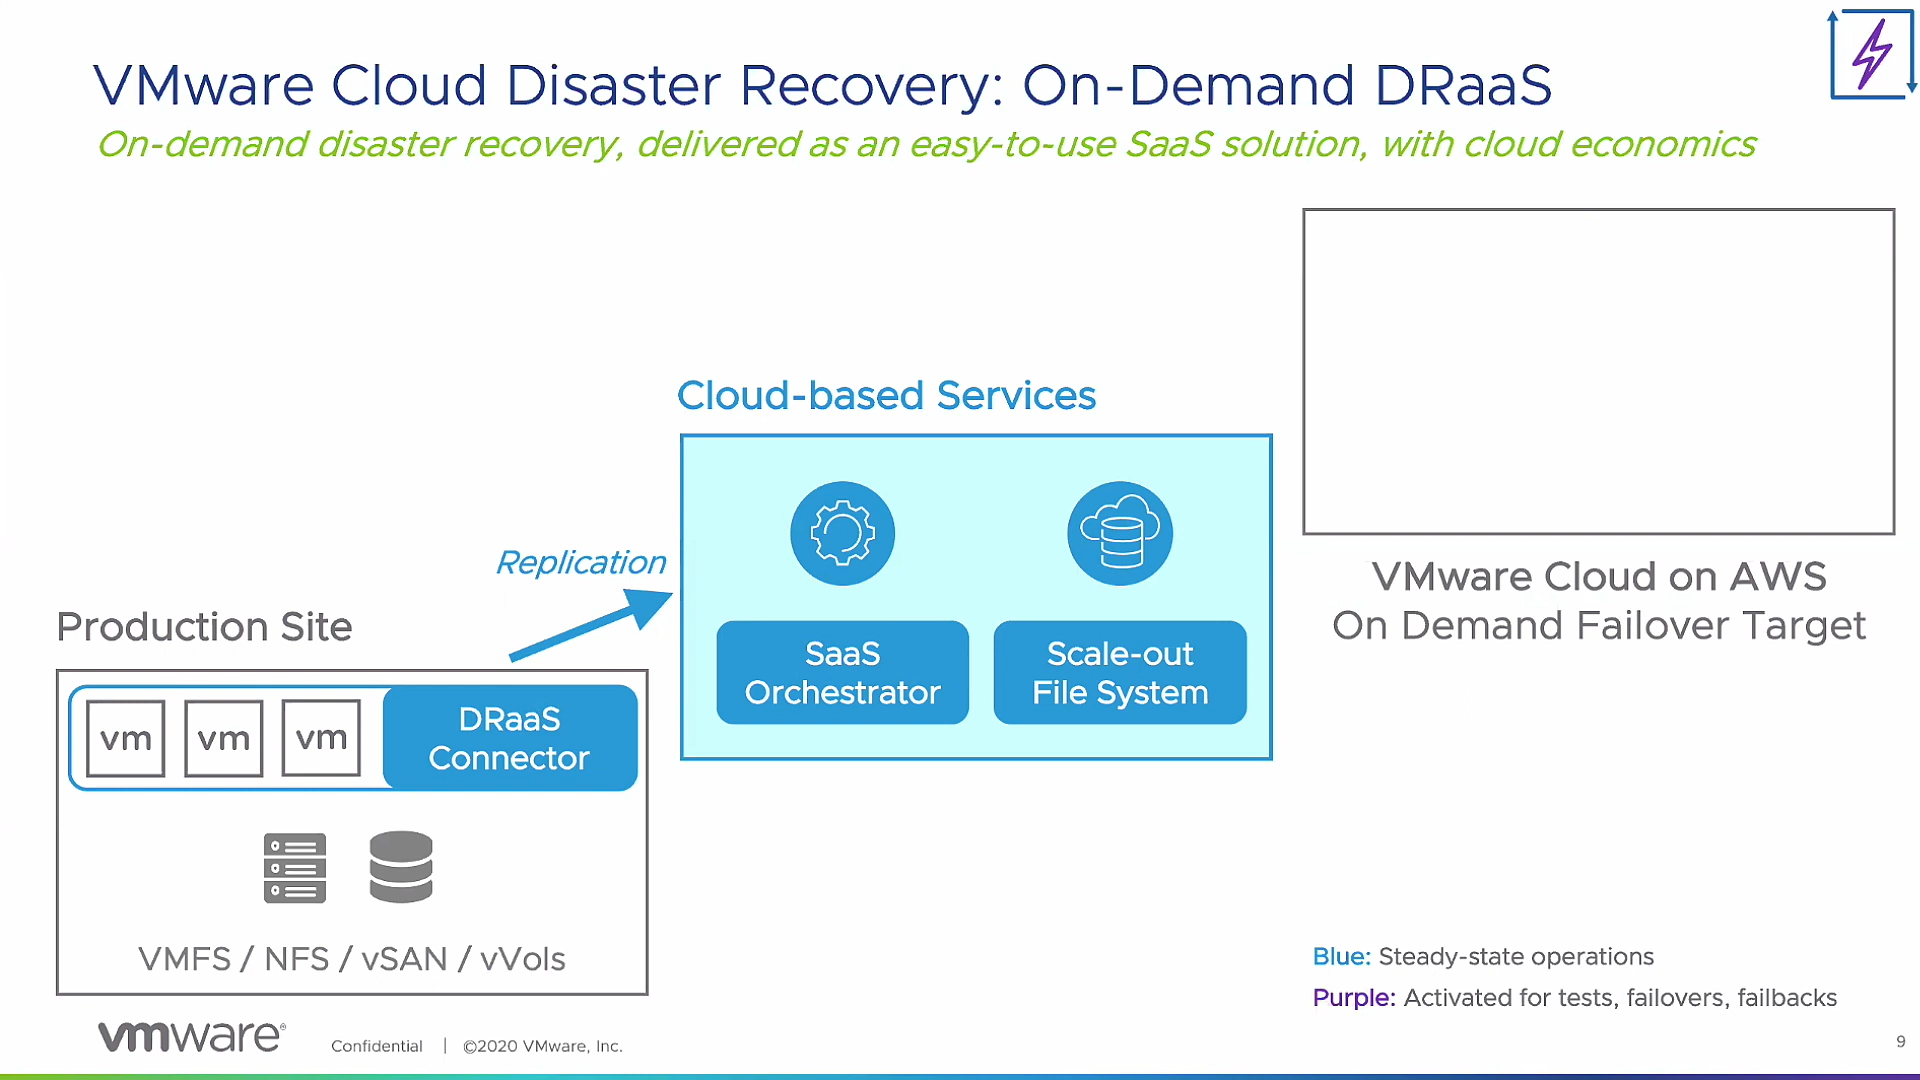 VMware Cloud Disaster Recovery: On-Demand DRaaS
On-demand disaster recovery, delivered as an easy-to-use SaaS solution, with cloud economics
Cloud-based Services
SaaS
Orchestrator
Scale-out
File System
Replication
VMware Cloud on AWS
On Demand Failover Target
Production Site
vm
vm
vm
DRaaS
Connector
VMFS / NFS / vSAN / vVols
Blue: Steady-state operations
Purple: Activated for tests, failovers, failbacks
vmware®
Confidential | ©2020 VMware, Inc.
9